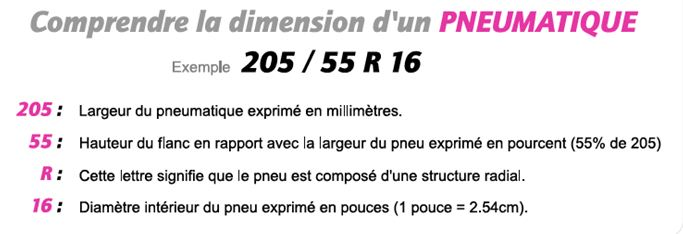 Comprendre la dimension d'un PNEUMATIQUE
Exemple 205 / 55 R 16
205 : Largeur du pneumatique exprimé en millimètres.
55 : Hauteur du flanc en rapport avec la largeur du pneu exprimé en pourcent (55% de 205)
R : Cette lettre signifie que le pneu est composé d'une structure radial.
16 : Diamètre intérieur du pneu exprimé en pouces (1 pouce = 2.54cm).